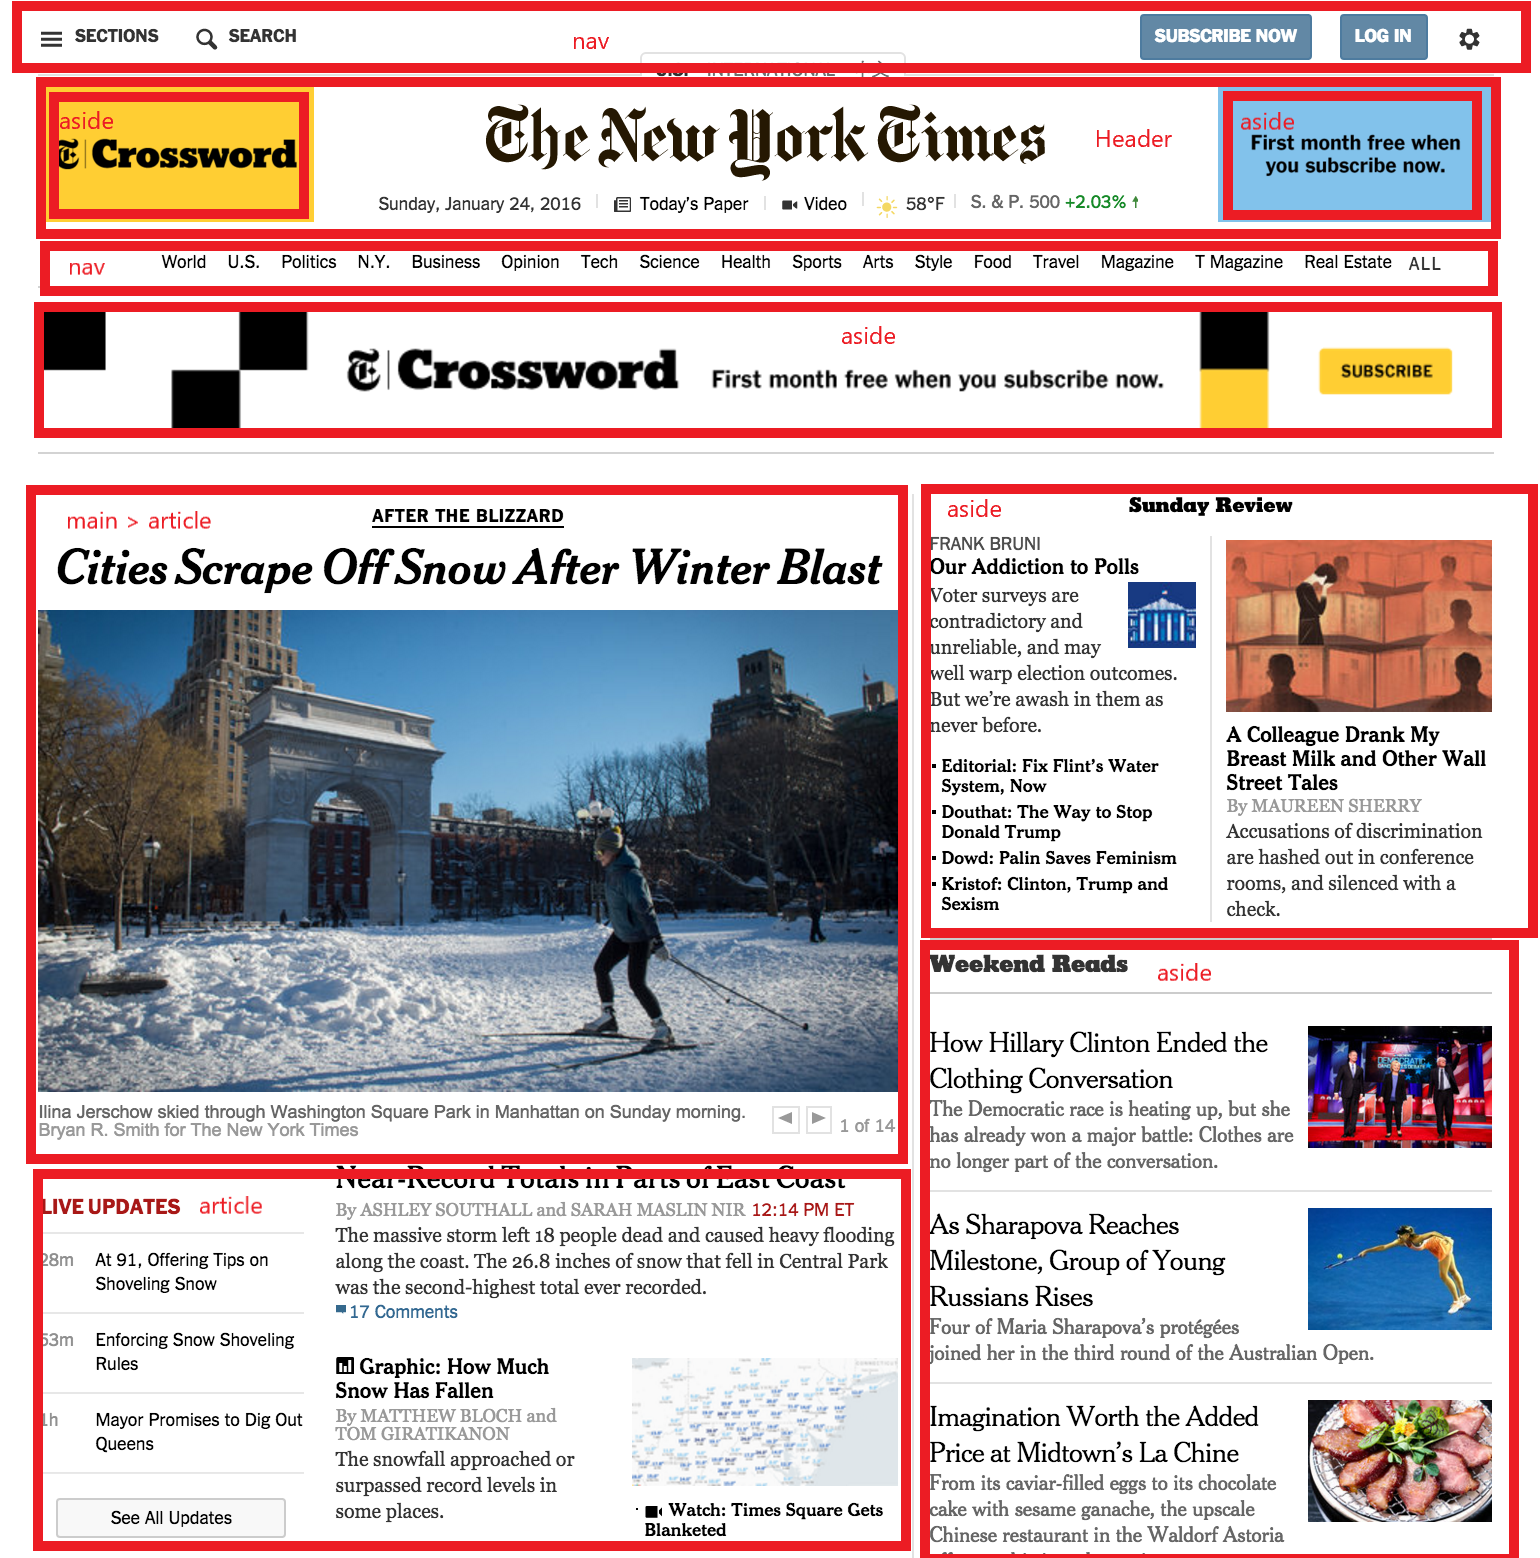 SECTIONS
SEARCH
nav
SUBSCRIBE NOW
LOG IN
U.S. INTERNATIONAL 中文
aside
T Crossword
The New York Times
Header
aside
First month free when
you subscribe now.
Sunday, January 24, 2016
Today's Paper
Video
58°F
S. & P. 500 +2.03% ↑
nav
World U.S. Politics N.Y. Business Opinion Tech Science Health Sports Arts Style Food Travel Magazine T Magazine Real Estate ALL
aside
T Crossword
First month free when you subscribe now.
SUBSCRIBE
main > article
AFTER THE BLIZZARD
Cities Scrape Off Snow After Winter Blast
Ilina Jerschow skied through Washington Square Park in Manhattan on Sunday morning.
Bryan R. Smith for The New York Times
1 of 14
LIVE UPDATES
article
28m At 91, Offering Tips on
Shoveling Snow
53m Enforcing Snow Shoveling
Rules
1h Mayor Promises to Dig Out
Queens
See All Updates
Near-Record Totals in Parts of East Coast
By ASHLEY SOUTHALL and SARAH MASLIN NIR 12:14 PM ET
The massive storm left 18 people dead and caused heavy flooding
along the coast. The 26.8 inches of snow that fell in Central Park
was the second-highest total ever recorded.
17 Comments
Graphic: How Much
Snow Has Fallen
By MATTHEW BLOCH and
TOM GIRATIKANON
The snowfall approached or
surpassed record levels in
some places.
Watch: Times Square Gets
Blanketed
aside
Sunday Review
FRANK BRUNI
Our Addiction to Polls
Voter surveys are
contradictory and
unreliable, and may
well warp election outcomes.
But we're awash in them as
never before.
Editorial: Fix Flint's Water
System, Now
Douthat: The Way to Stop
Donald Trump
Dowd: Palin Saves Feminism
Kristof: Clinton, Trump and
Sexism
A Colleague Drank My
Breast Milk and Other Wall
Street Tales
By MAUREEN SHERRY
Accusations of discrimination
are hashed out in conference
rooms, and silenced with a
check.
Weekend Reads
aside
How Hillary Clinton Ended the
Clothing Conversation
The Democratic race is heating up, but she
has already won a major battle: Clothes are
no longer part of the conversation.
As Sharapova Reaches
Milestone, Group of Young
Russians Rises
Four of Maria Sharapova's protégées
joined her in the third round of the Australian Open.
Imagination Worth the Added
Price at Midtown's La Chine
From its caviar-filled eggs to its chocolate
cake with sesame ganache, the upscale
Chinese restaurant in the Waldorf Astoria